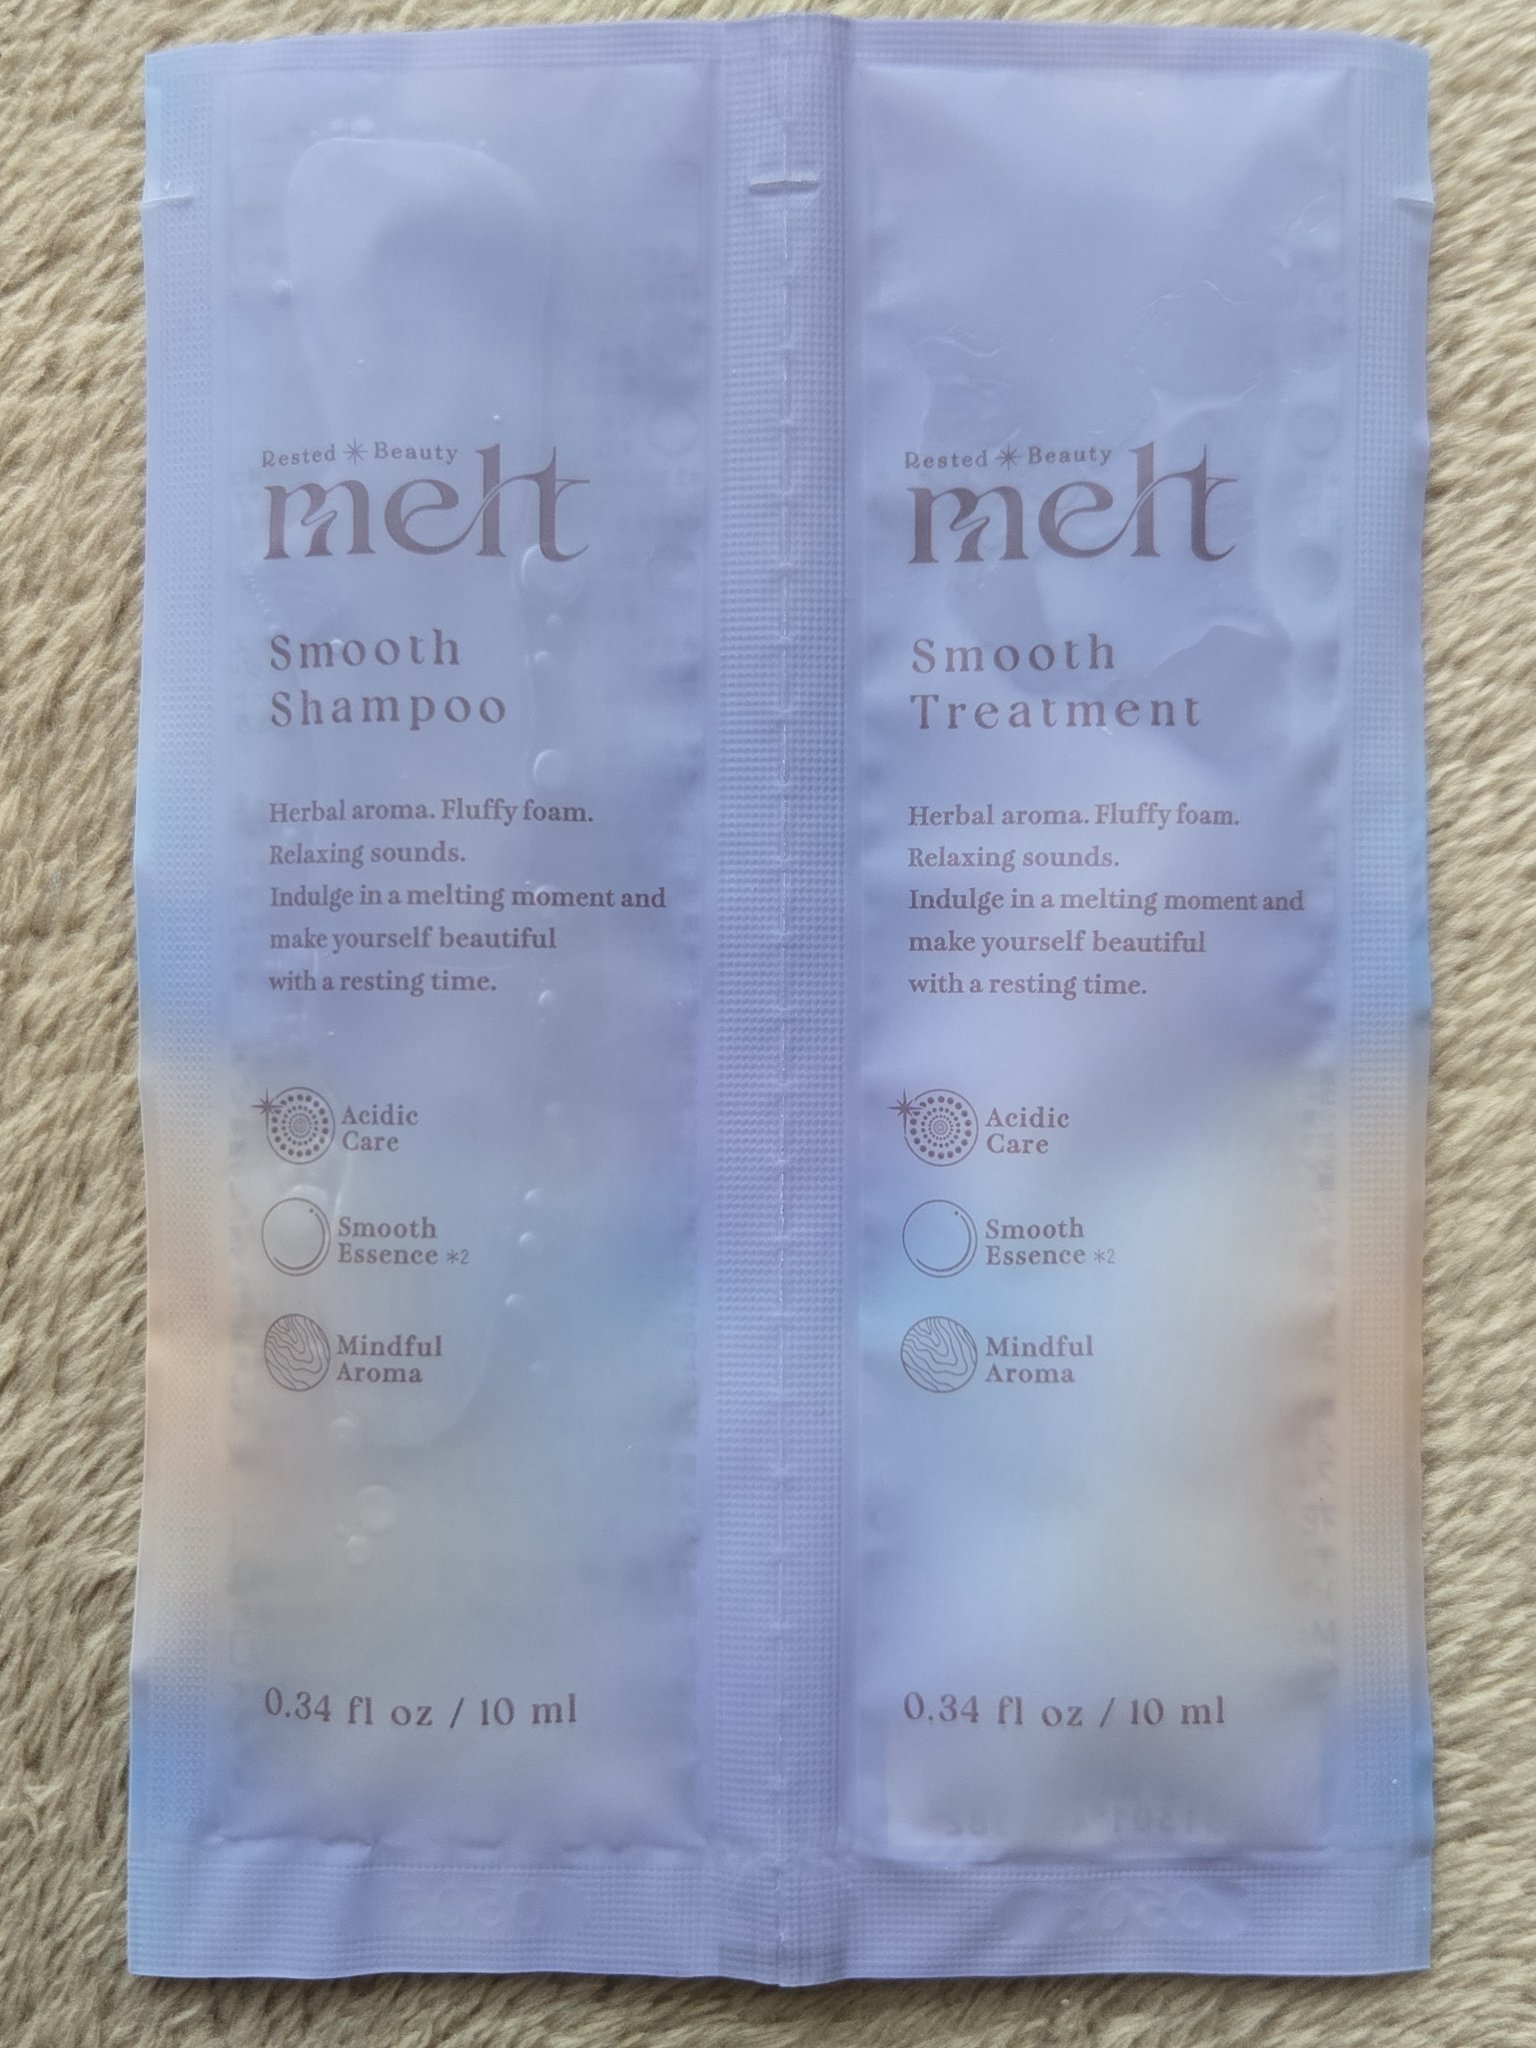 Rested Beauty
melt
Smooth
Shampoo
Herbal aroma. Fluffy foam.
Relaxing sounds.
Indulge in a melting moment and
make yourself beautiful
with a resting time.
Acidic
Care
Smooth
Essence *2
Mindful
Aroma
0.34 fl oz / 10 ml
Rested Beauty
melt
Smooth
Treatment
Herbal aroma. Fluffy foam.
Relaxing sounds.
Indulge in a melting moment and
make yourself beautiful
with a resting time.
Acidic
Care
Smooth
Essence *2
Mindful
Aroma
0.34 fl oz / 10 ml